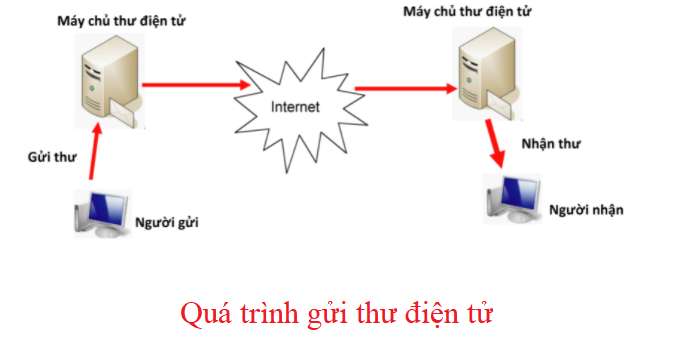 Máy chủ thư điện tử
Máy chủ thư điện tử
Internet
Gửi thư
Nhận thư
Người gửi
Người nhận
Quá trình gửi thư điện tử